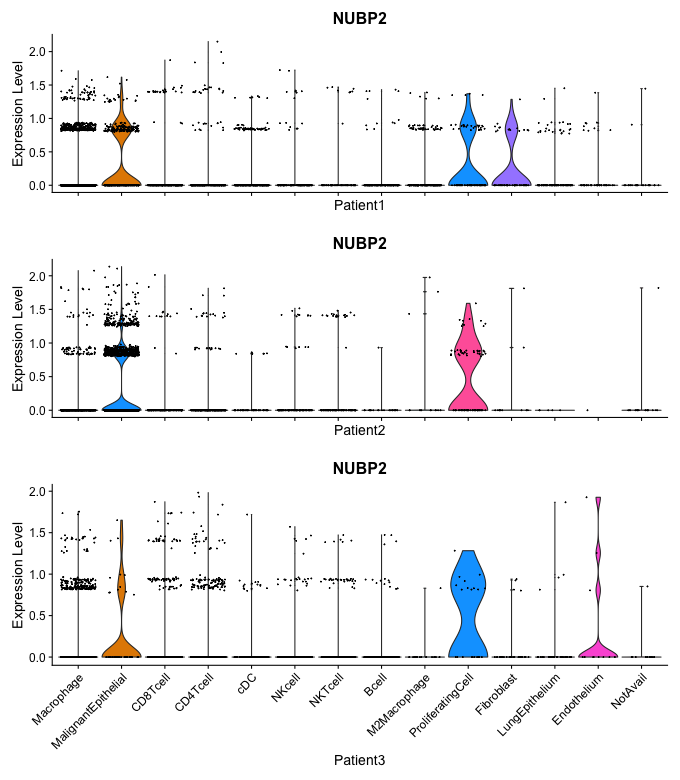 NUBP2
Expression Level
2.0
1.5
1.0
0.5
0.0
Patient1
NUBP2
Expression Level
2.0
1.5
1.0
0.5
0.0
Patient2
NUBP2
Expression Level
2.0
1.5
1.0
0.5
0.0
Macrophage
MalignantEpithelial
CD8Tcell
CD4Tcell
cDC
NKcell
NKTcell
Bcell
M2Macrophage
ProliferatingCell
Fibroblast
LungEpithelium
Endothelium
NotAvail
Patient3